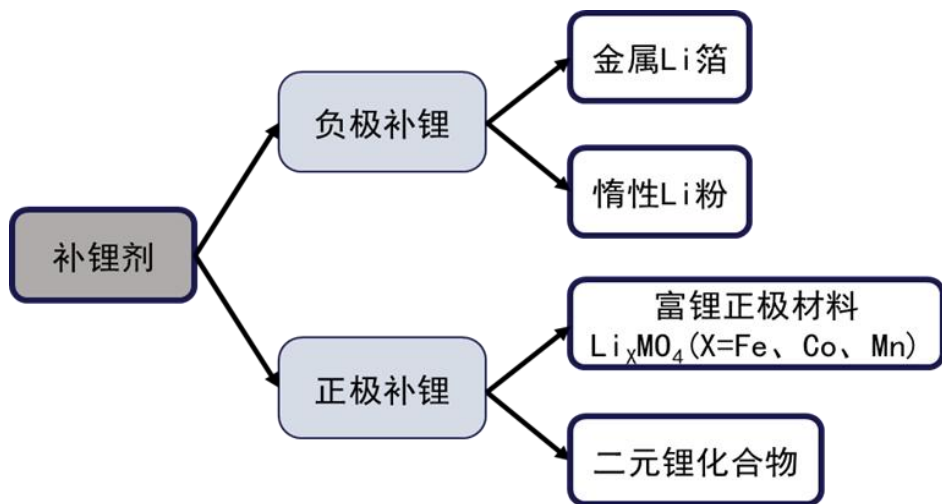 补锂剂
负极补锂
金属Li箔
惰性Li粉
正极补锂
富锂正极材料
LiXMO4(X=Fe、Co、Mn)
二元锂化合物